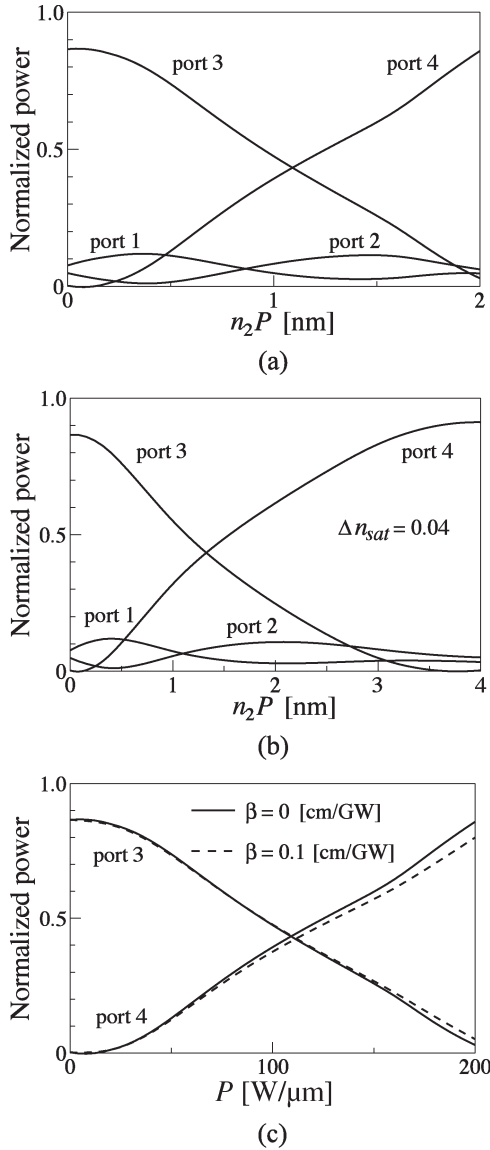 1.0
port 3
port 4
Normalized power
0.5
port 1
port 2
0
0
1
2
n₂P [nm]
(a)
1.0
port 3
port 4
Normalized power
0.5
Δn_sat = 0.04
port 1
port 2
0
0
1
2
3
4
n₂P [nm]
(b)
1.0
β = 0 [cm/GW]
β = 0.1 [cm/GW]
port 3
Normalized power
0.5
port 4
0
0
100
200
P [W/μm]
(c)